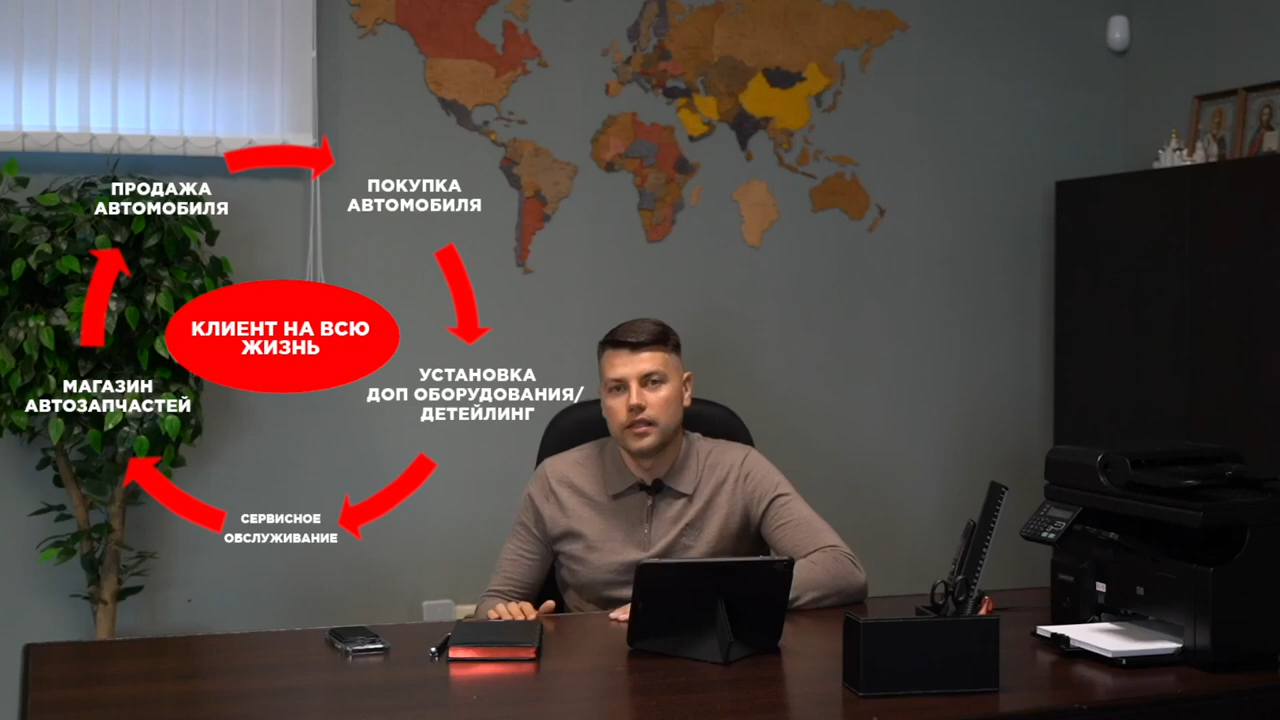 ПРОДАЖА
АВТОМОБИЛЯ
ПОКУПКА
АВТОМОБИЛЯ
КЛИЕНТ НА ВСЮ
ЖИЗНЬ
УСТАНОВКА
ДОП ОБОРУДОВАНИЯ/
ДЕТЕЙЛИНГ
МАГАЗИН
АВТОЗАПЧАСТЕЙ
СЕРВИСНОЕ
ОБСЛУЖИВАНИЕ